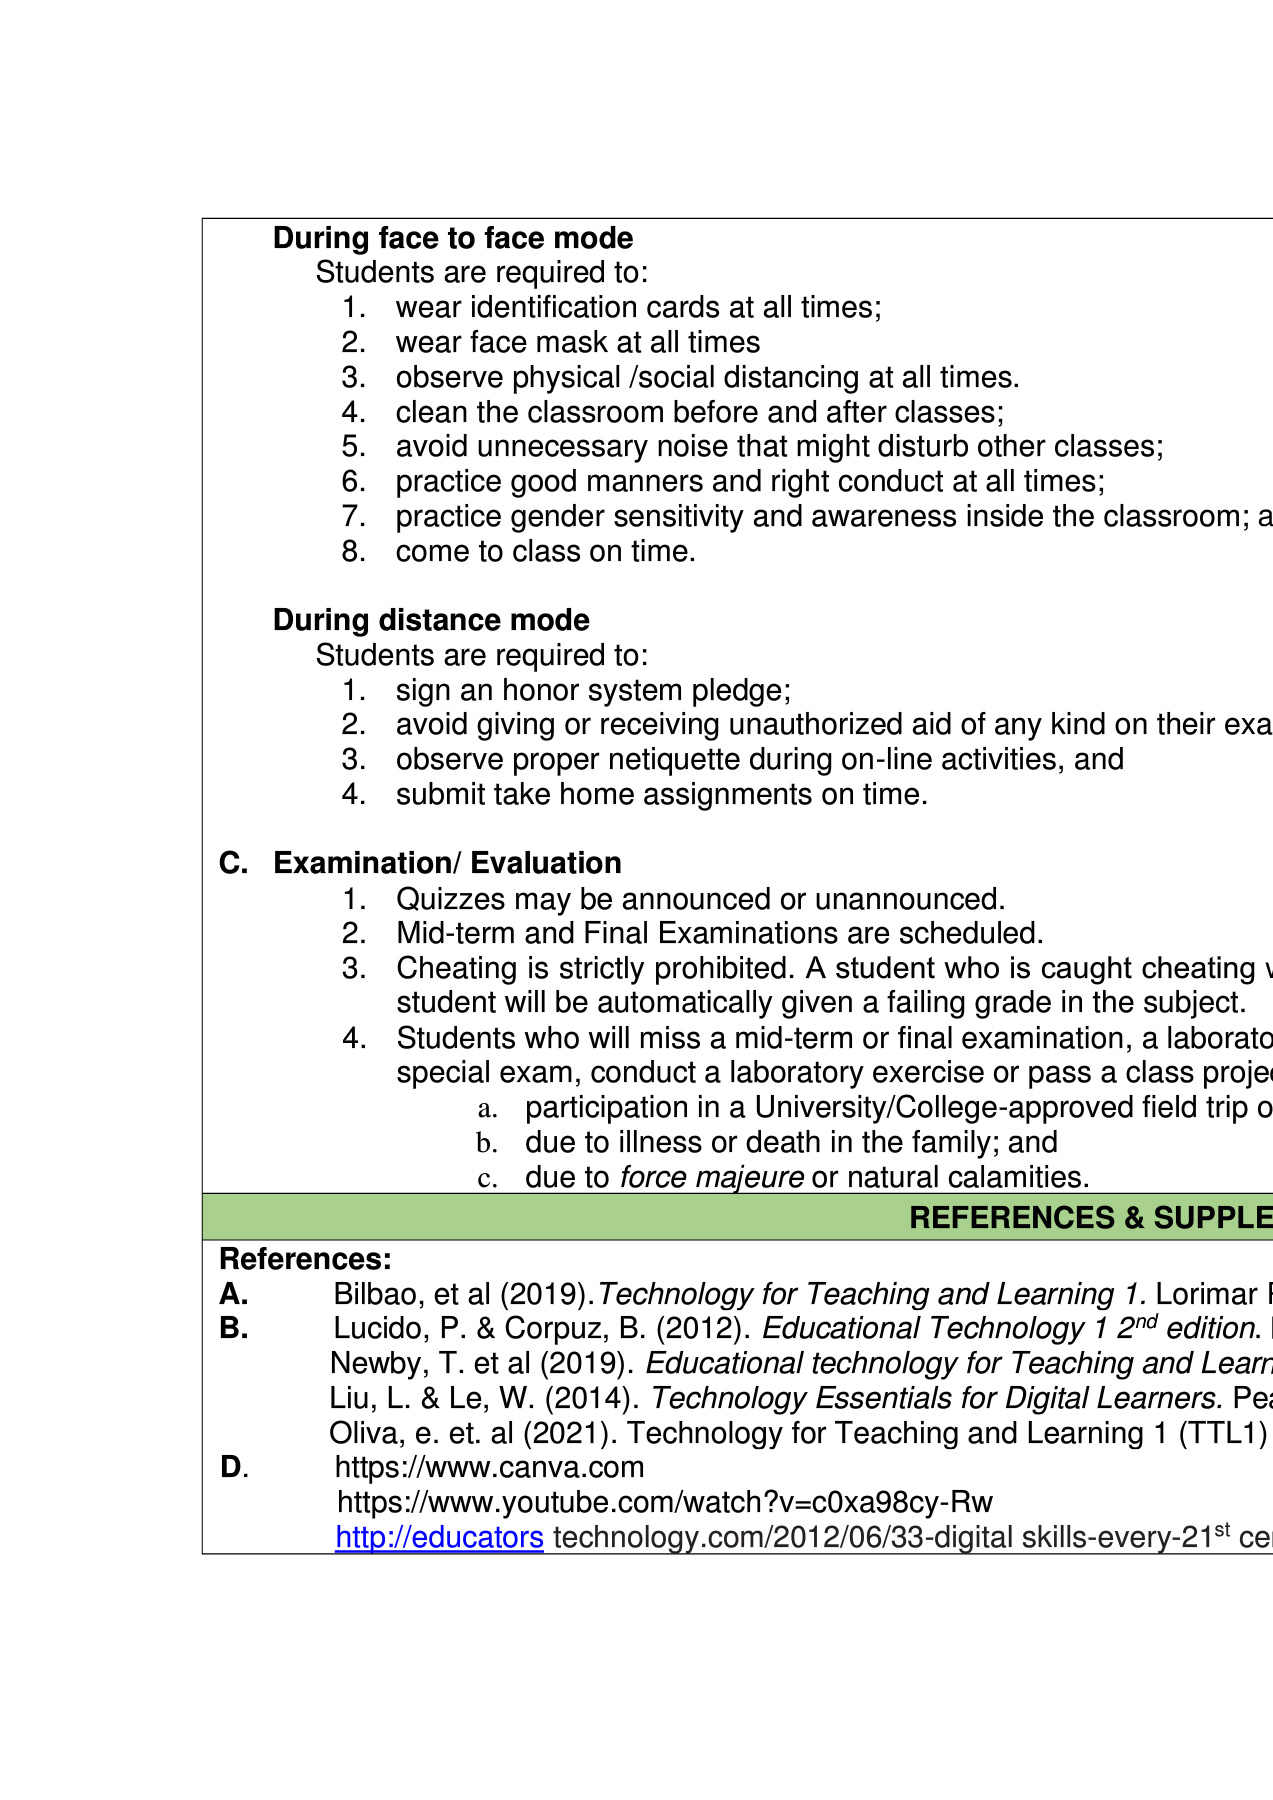 During face to face mode
Students are required to:
1. wear identification cards at all times;
2. wear face mask at all times
3. observe physical /social distancing at all times.
4. clean the classroom before and after classes;
5. avoid unnecessary noise that might disturb other classes;
6. practice good manners and right conduct at all times;
7. practice gender sensitivity and awareness inside the classroom;
8. come to class on time.
During distance mode
Students are required to:
1. sign an honor system pledge;
2. avoid giving or receiving unauthorized aid of any kind on their
3. observe proper netiquette during on-line activities, and
4. submit take home assignments on time.
C. Examination/ Evaluation
1. Quizzes may be announced or unannounced.
2. Mid-term and Final Examinations are scheduled.
3. Cheating is strictly prohibited. A student who is caught cheating
student will be automatically given a failing grade in the subject.
4. Students who will miss a mid-term or final examination, a
special exam, conduct a laboratory exercise or pass a class
a. participation in a University/College-approved field trip
b. due to illness or death in the family; and
c. due to force majeure or natural calamities.
REFERENCES &
References:
A. Bilbao, et al (2019).Technology for Teaching and Learning 1. Lorimar
B. Lucido, P. & Corpuz, B. (2012). Educational Technology 1 2nd edition.
Newby, T. et al (2019). Educational technology for Teaching and
Liu, L. & Le, W. (2014). Technology Essentials for Digital Learners.
Oliva, e. et. al (2021). Technology for Teaching and Learning 1 (TTL1)
D. https://www.canva.com
https://www.youtube.com/watch?v=c0xa98cy-Rw
http://educators technology.com/2012/06/33-digital skills-every-21st